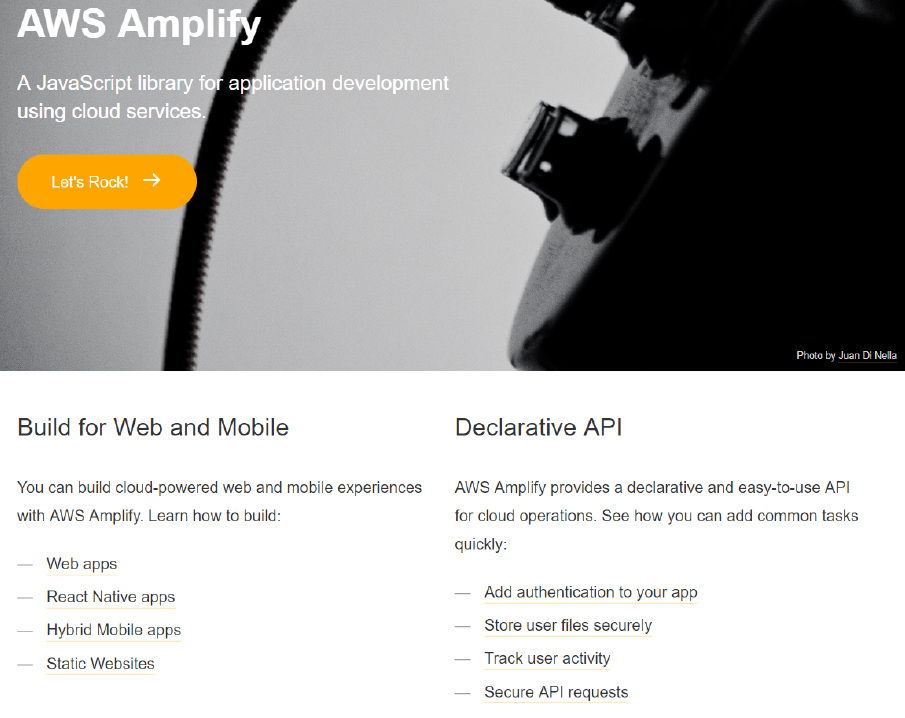 AWS Amplify
A JavaScript library for application development
using cloud services.
Let's Rock!
Photo by Juan Di Nella
Build for Web and Mobile
You can build cloud-powered web and mobile experiences
with AWS Amplify. Learn how to build:
— Web apps
— React Native apps
— Hybrid Mobile apps
— Static Websites
Declarative API
AWS Amplify provides a declarative and easy-to-use API
for cloud operations. See how you can add common tasks
quickly:
— Add authentication to your app
— Store user files securely
— Track user activity
— Secure API requests